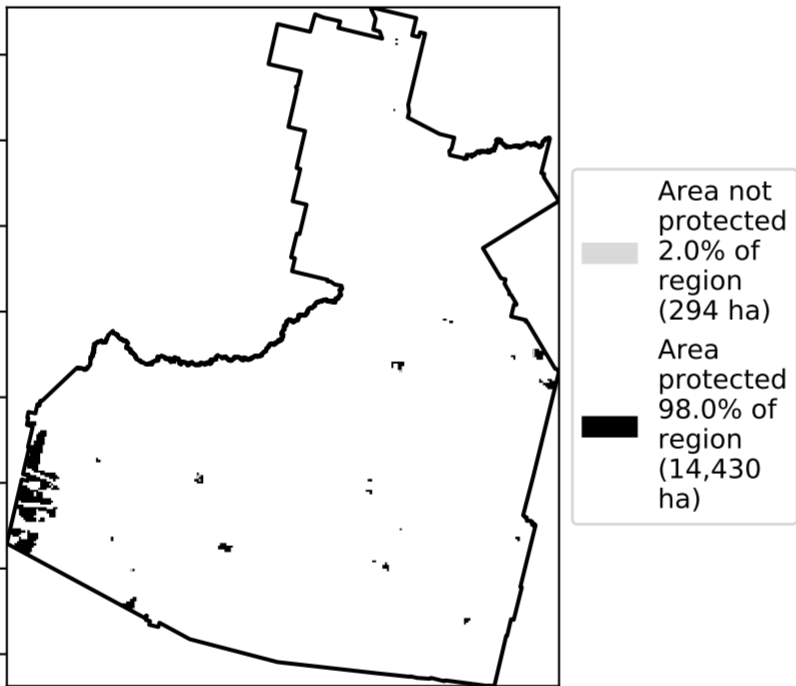 Area not
protected
2.0% of
region
(294 ha)
Area
protected
98.0% of
region
(14,430
ha)